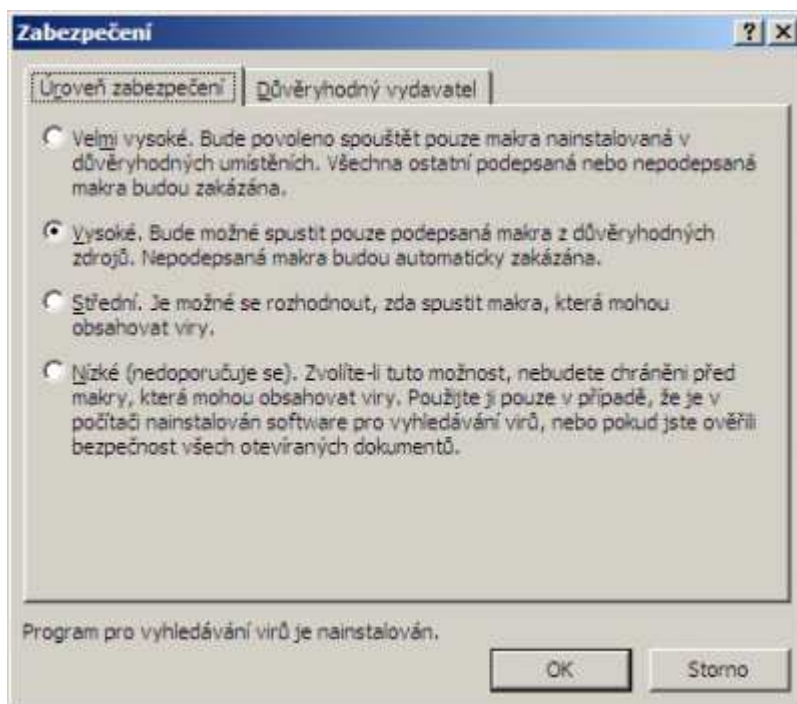 Zabezpečení
Úroveň zabezpečení
Důvěryhodný vydavatel
Velmi vysoké. Bude povoleno spouštět pouze makra nainstalovaná v
důvěryhodných umístěních. Všechna ostatní podepsaná nebo nepodepsaná
makra budou zakázána.
Vysoké. Bude možné spustit pouze podepsaná makra z důvěryhodných
zdrojů. Nepodepsaná makra budou automaticky zakázána.
Střední. Je možné se rozhodnout, zda spustit makra, která mohou
obsahovat viry.
Nízké (nedoporučuje se). Zvolíte-li tuto možnost, nebudete chráněni před
makry, která mohou obsahovat viry. Použijte ji pouze v případě, že je v
počítači nainstalován software pro vyhledávání virů, nebo pokud jste ověřili
bezpečnost všech otevíraných dokumentů.
Program pro vyhledávání virů je nainstalován.
OK
Storno